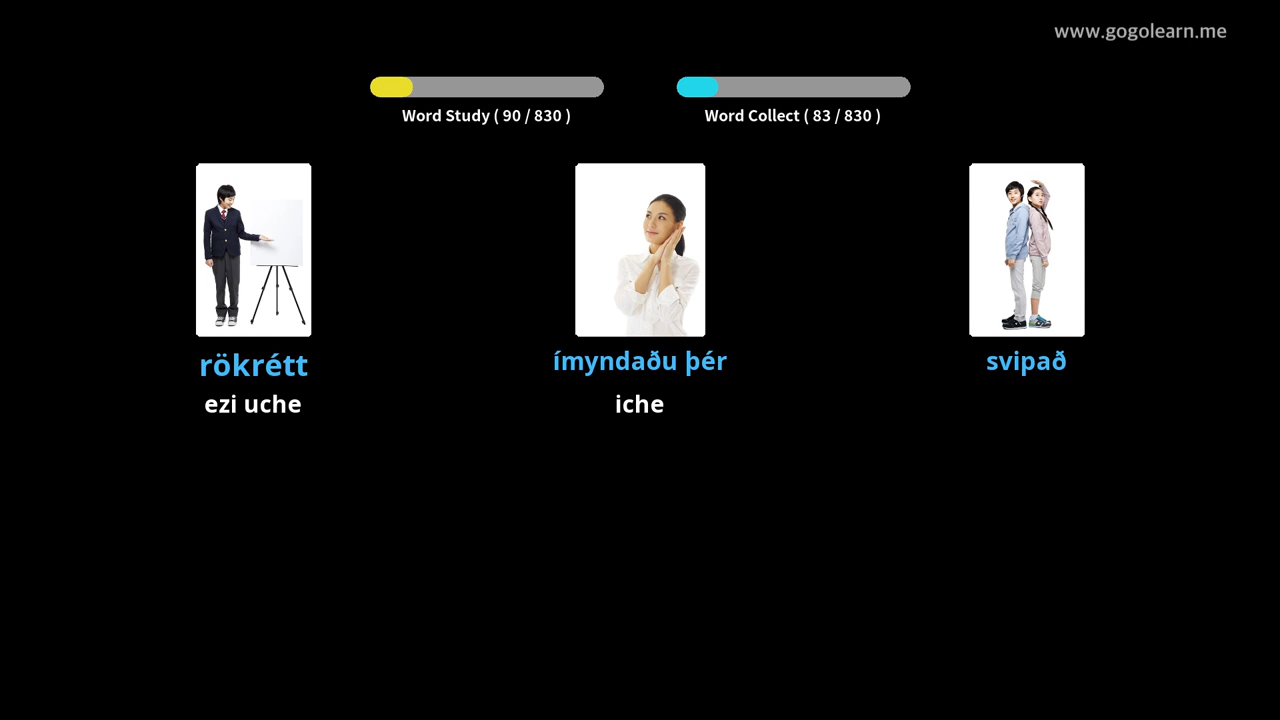 www.gogolearn.me
Word Study ( 90 / 830 )
Word Collect ( 83 / 830 )
rökrétt
ezi uche
ímyndaðu þér
iche
svipað